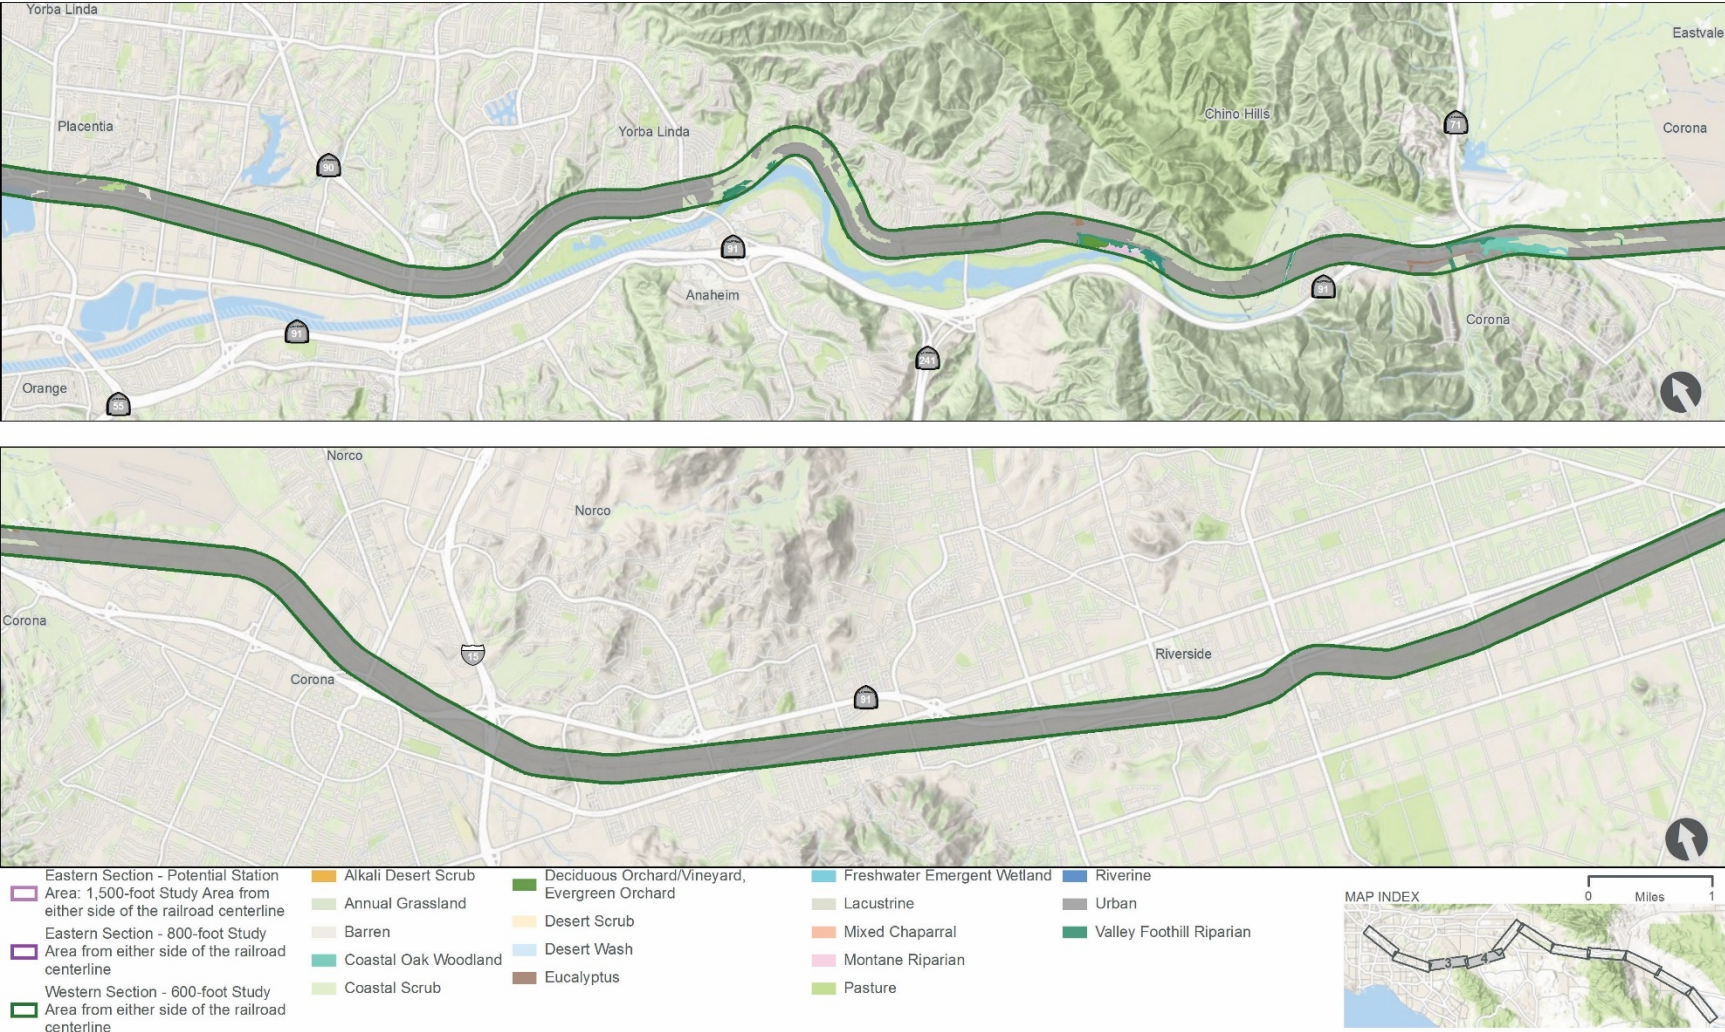 Yorba Linda
Eastvale
Placentia
Yorba Linda
Chino Hills
71
Corona
90
91
Anaheim
91
91
Corona
241
Orange
55
Norco
Norco
Corona
15
Corona
Riverside
91
Eastern Section - Potential Station
Area: 1,500-foot Study Area from
either side of the railroad centerline
Eastern Section - 800-foot Study
Area from either side of the railroad
centerline
Western Section - 600-foot Study
Area from either side of the railroad
centerline
Alkali Desert Scrub
Annual Grassland
Barren
Coastal Oak Woodland
Coastal Scrub
Deciduous Orchard/Vineyard,
Evergreen Orchard
Desert Scrub
Desert Wash
Eucalyptus
Freshwater Emergent Wetland
Lacustrine
Mixed Chaparral
Montane Riparian
Pasture
Riverine
Urban
Valley Foothill Riparian
0 Miles 1
MAP INDEX
3
4